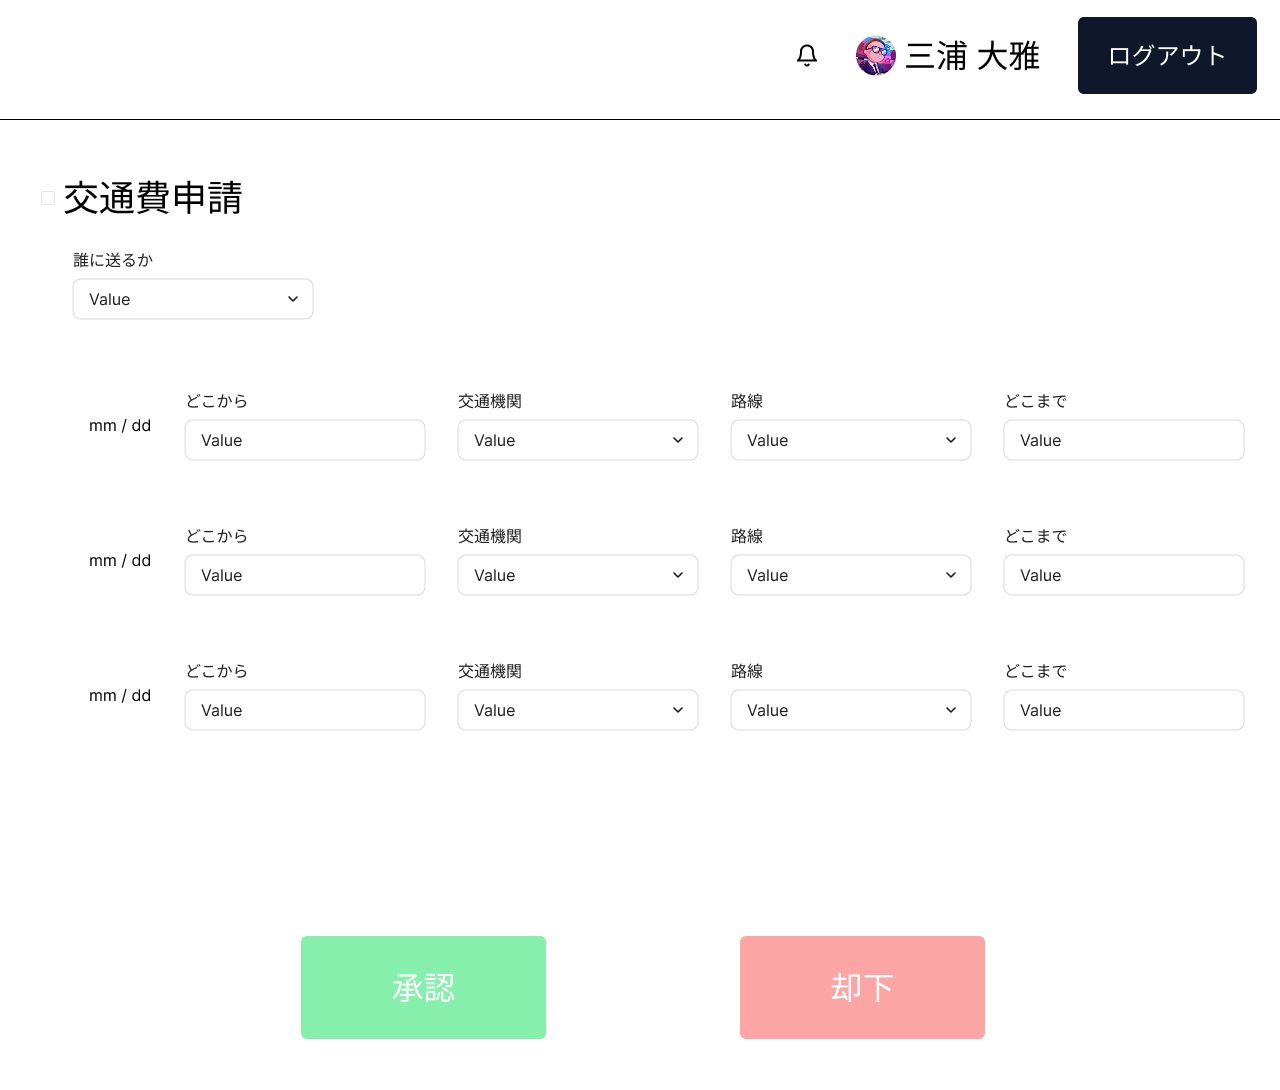 三浦 大雅
ログアウト
交通費申請
誰に送るか
Value
mm / dd
どこから
Value
交通機関
Value
路線
Value
どこまで
Value
mm / dd
どこから
Value
交通機関
Value
路線
Value
どこまで
Value
mm / dd
どこから
Value
交通機関
Value
路線
Value
どこまで
Value
承認
却下